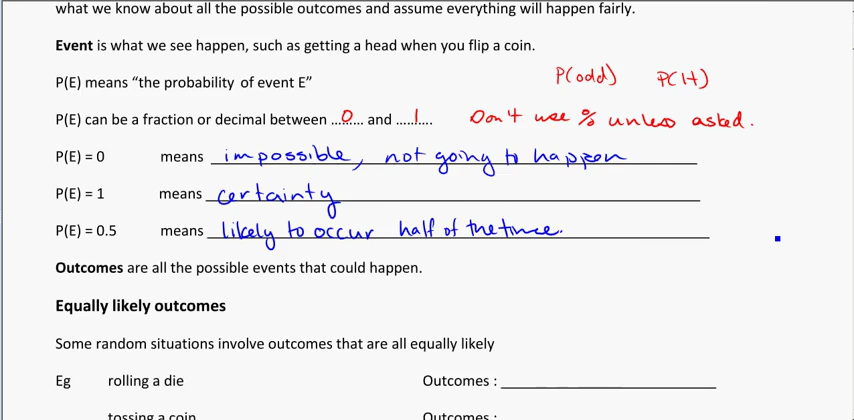 what we know about all the possible outcomes and assume everything will happen fairly.
Event is what we see happen, such as getting a head when you flip a coin.
P(E) means "the probability of event E" P(odd) P(H)
P(E) can be a fraction or decimal between ...0... and ...1.... Don't use % unless asked.
P(E) = 0 means impossible, not going to happen
P(E) = 1 means certainty
P(E) = 0.5 means likely to occur half of the time.
Outcomes are all the possible events that could happen.
Equally likely outcomes
Some random situations involve outcomes that are all equally likely
Eg rolling a die Outcomes : ____________________
tossing a coin Outcomes :